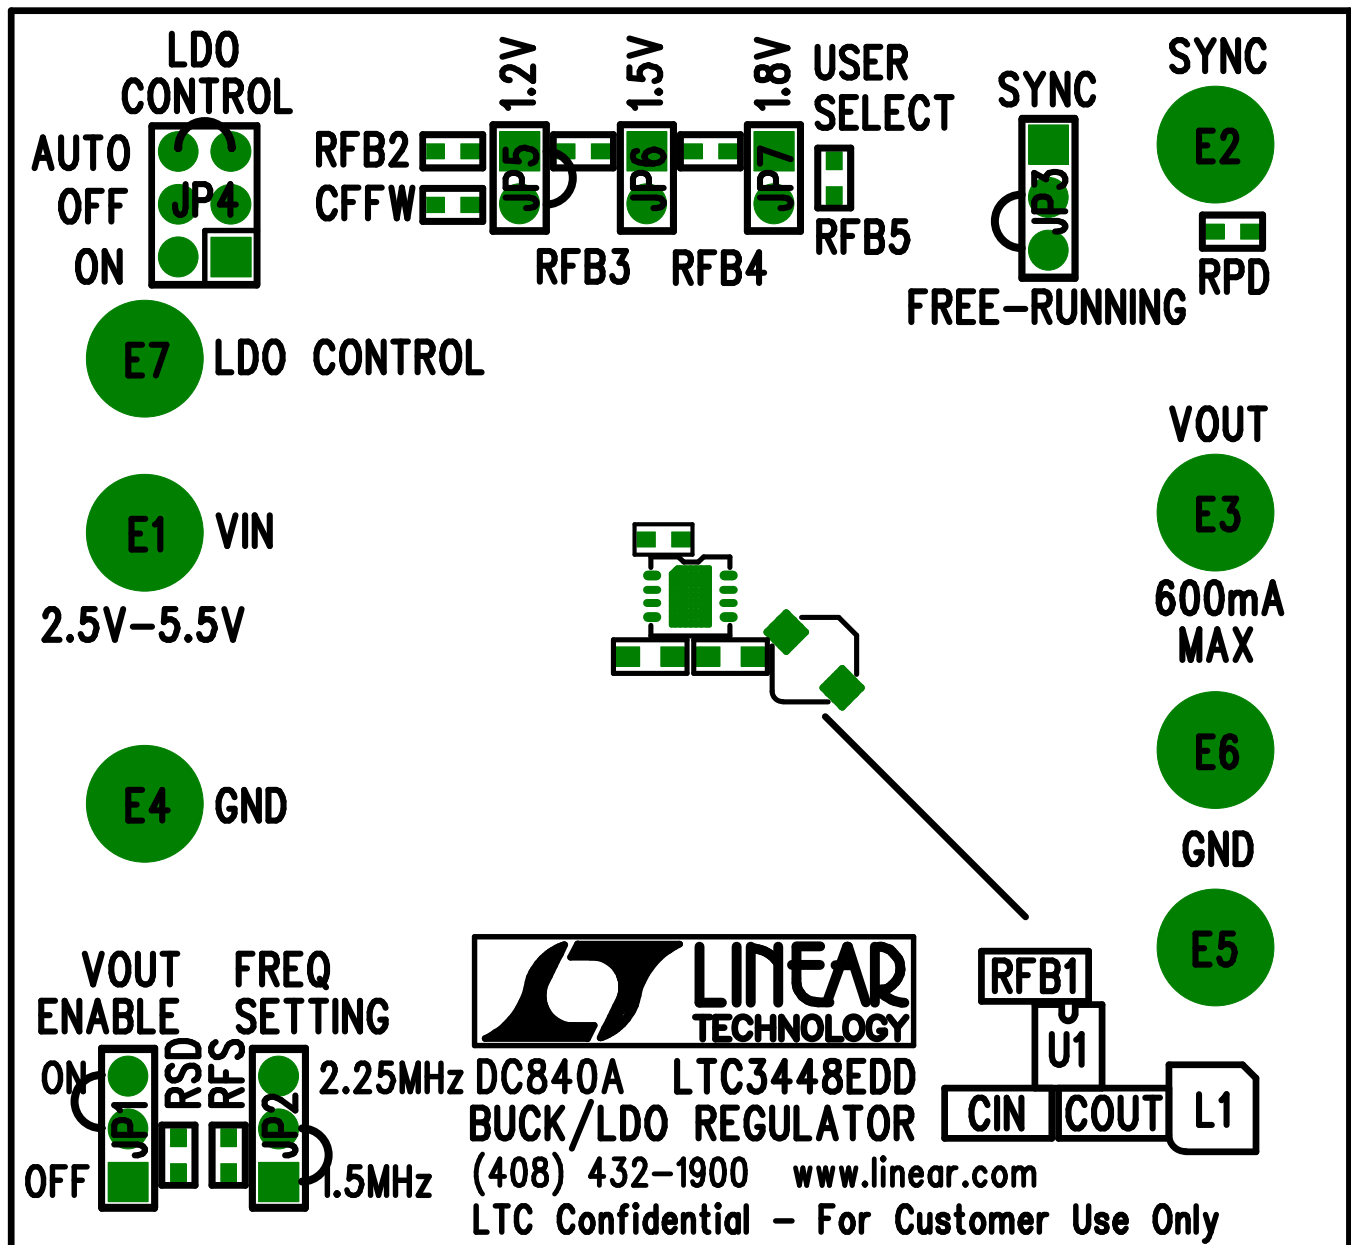 LDO
CONTROL
AUTO
OFF
ON
JP4
RFB2
CFFW
1.2V
JP5
RFB3
1.5V
JP6
RFB4
1.8V
JP7
USER
SELECT
RFB5
SYNC
JP3
FREE-RUNNING
SYNC
E2
RPD
E7 LDO CONTROL
E1 VIN
2.5V-5.5V
VOUT
E3
600mA
MAX
E6
E4 GND
GND
E5
VOUT
ENABLE
ON
JP1
OFF
RSD
RFS
FREQ
SETTING
JP2
2.25MHz
1.5MHz
LINEAR
TECHNOLOGY
DC840A LTC3448EDD
BUCK/LDO REGULATOR
(408) 432-1900 www.linear.com
LTC Confidential - For Customer Use Only
RFB1
U1
CIN
COUT
L1